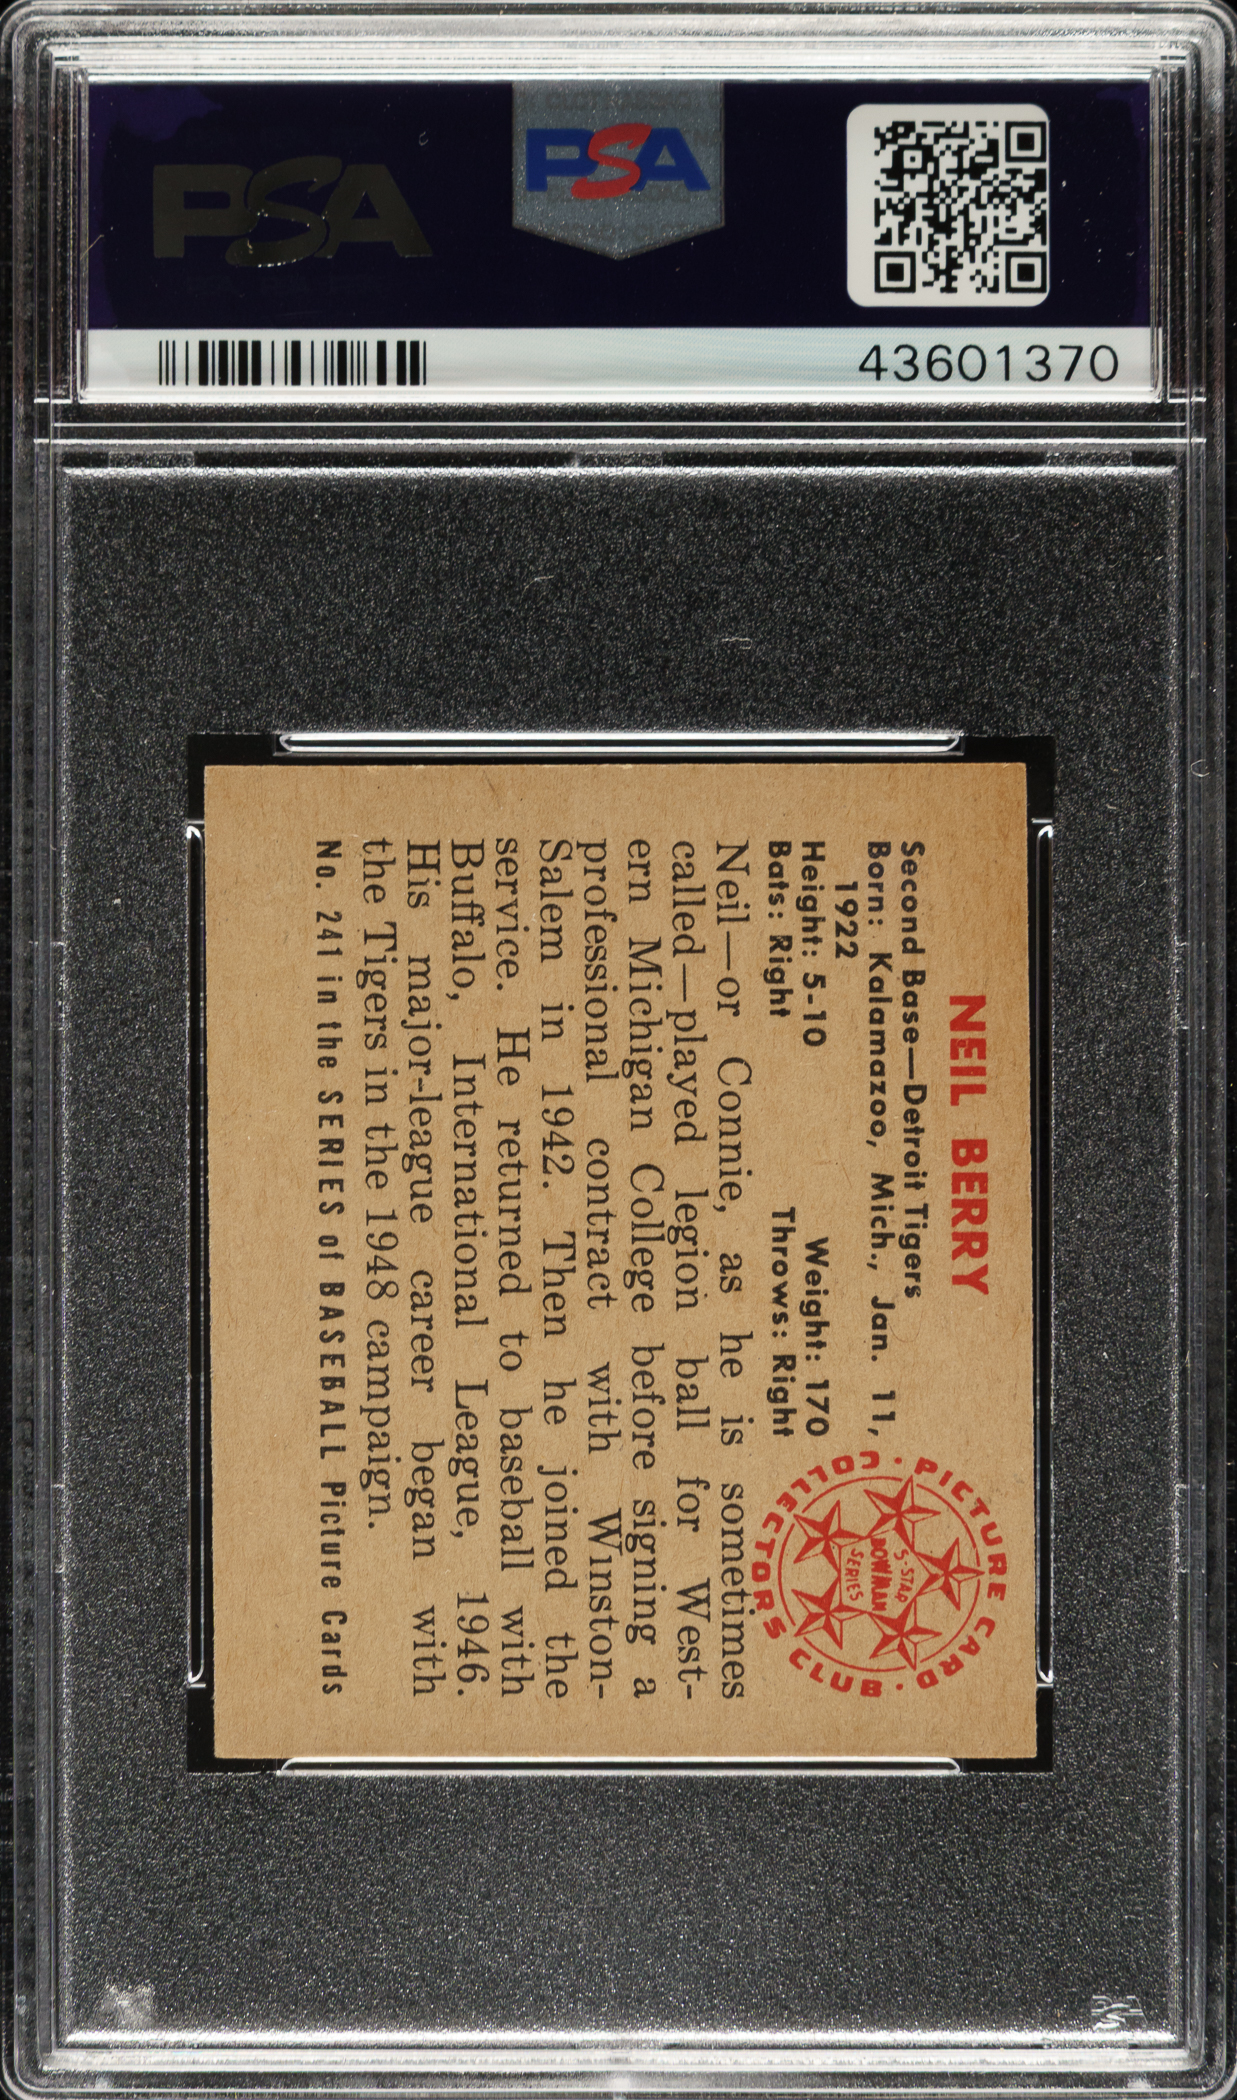 PSA
PSA
43601370
NEIL BERRY
Second Base—Detroit Tigers
Born: Kalamazoo, Mich., Jan. 11,
1922
Height: 5-10 Weight: 170
Bats: Right Throws: Right
PICTURE CARD · COLLECTORS CLUB ·
5-STAR
BOWMAN
SERIES
Neil—or Connie, as he is sometimes
called—played legion ball for West-
ern Michigan College before signing a
professional contract with Winston-
Salem in 1942. Then he joined the
service. He returned to baseball with
Buffalo, International League, 1946.
His major-league career began with
the Tigers in the 1948 campaign.
No. 241 in the SERIES of BASEBALL Picture Cards
PSA